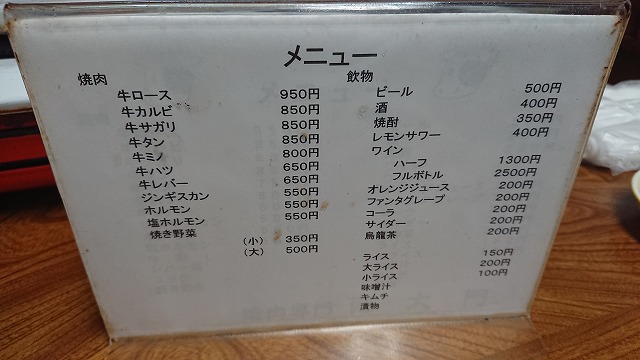 メニュー
焼肉
牛ロース 950円
牛カルビ 850円
牛サガリ 850円
牛タン 850円
牛ミノ 800円
牛ハツ 650円
牛レバー 650円
ジンギスカン 550円
ホルモン 550円
塩ホルモン 550円
焼き野菜 (小) 350円
(大) 500円
飲物
ビール 500円
酒 400円
焼酎 350円
レモンサワー 400円
ワイン
ハーフ 1300円
フルボトル 2500円
オレンジジュース 200円
ファンタグレープ 200円
コーラ 200円
サイダー 200円
烏龍茶 200円
ライス 150円
大ライス 200円
小ライス 100円
味噌汁
キムチ
漬物